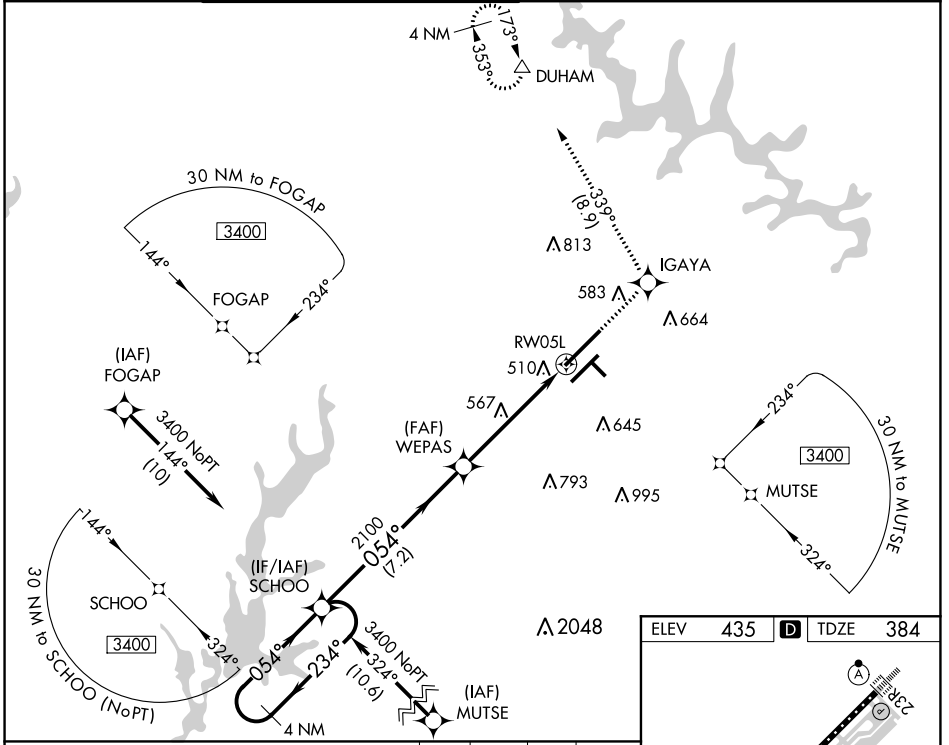 4 NM
173°
353°
DUHAM
30 NM to FOGAP
3400
144°
234°
FOGAP
339°
(8.9)
813
IGAYA
583
664
RW05L
510
(IAF)
FOGAP
3400 NoPT
144°
(10)
567
(FAF)
WEPAS
645
793
995
234°
3400
30 NM to MUTSE
MUTSE
324°
2100
054°
(7.2)
144°
SCHOO
3400
324°
30 NM to SCHOO (NoPT)
(IF/IAF)
SCHOO
054°
234°
3400 NoPT
324°
(10.6)
(IAF)
MUTSE
4 NM
2048
ELEV 435 D TDZE 384
A
23R
P